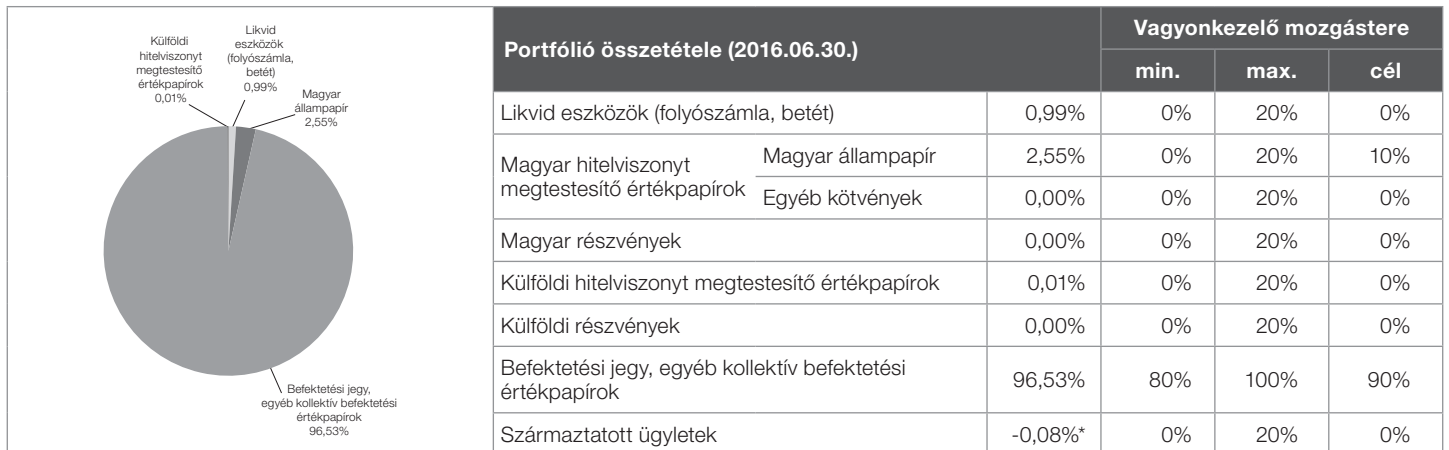 Külföldi
hitelviszonyt
megtestesítő
értékpapírok
0,01%
Likvid
eszközök
(folyószámla,
betét)
0,99%
Magyar
állampapír
2,55%
Befektetési jegy,
egyéb kollektív befektetési
értékpapírok
96,53%
Portfólió összetétele (2016.06.30.)
Vagyonkezelő mozgástere
min. max. cél
Likvid eszközök (folyószámla, betét) 0,99% 0% 20% 0%
Magyar hitelviszonyt
megtestesítő értékpapírok
Magyar állampapír 2,55% 0% 20% 10%
Egyéb kötvények 0,00% 0% 20% 0%
Magyar részvények 0,00% 0% 20% 0%
Külföldi hitelviszonyt megtestesítő értékpapírok 0,01% 0% 20% 0%
Külföldi részvények 0,00% 0% 20% 0%
Befektetési jegy, egyéb kollektív befektetési
értékpapírok 96,53% 80% 100% 90%
Származtatott ügyletek -0,08%* 0% 20% 0%